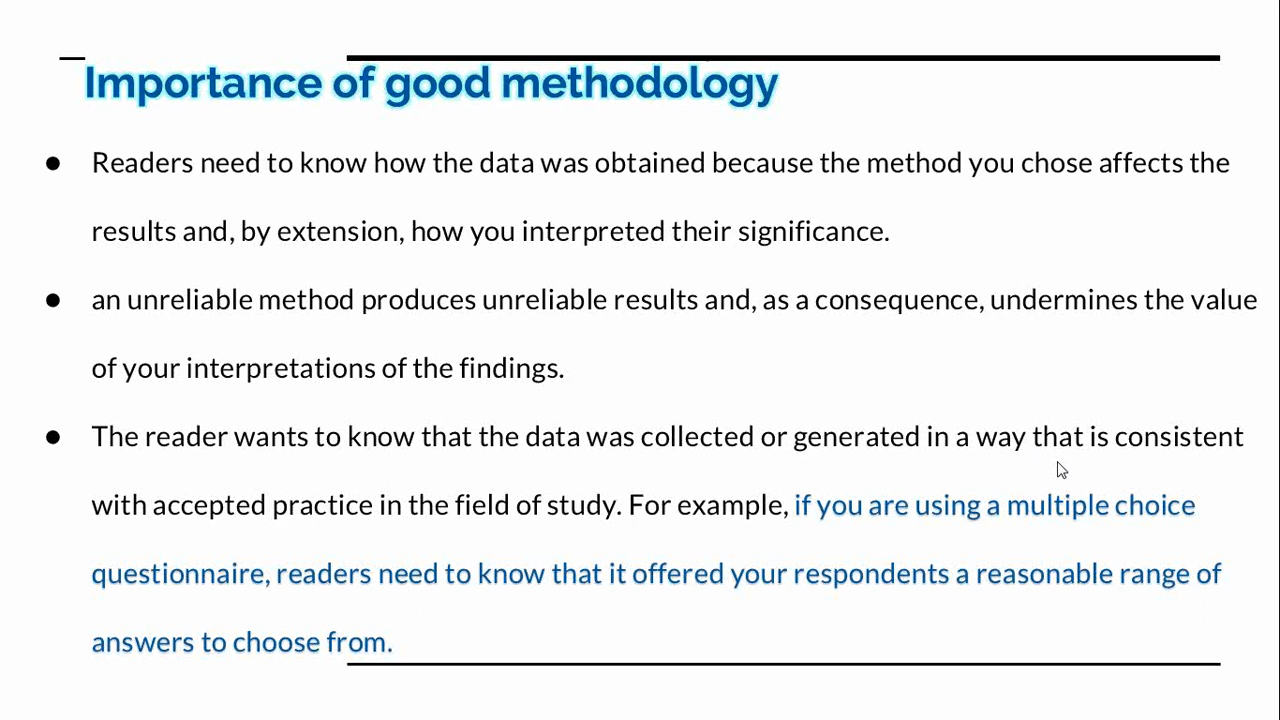 Importance of good methodology
● Readers need to know how the data was obtained because the method you chose affects the
results and, by extension, how you interpreted their significance.
● an unreliable method produces unreliable results and, as a consequence, undermines the value
of your interpretations of the findings.
● The reader wants to know that the data was collected or generated in a way that is consistent
with accepted practice in the field of study. For example, if you are using a multiple choice
questionnaire, readers need to know that it offered your respondents a reasonable range of
answers to choose from.